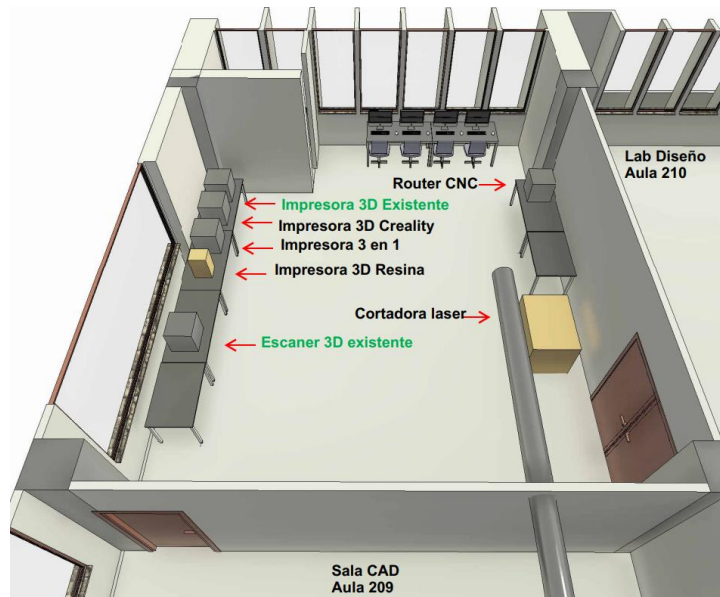 Lab Diseño
Aula 210
Router CNC
Impresora 3D Existente
Impresora 3D Creality
Impresora 3 en 1
Impresora 3D Resina
Cortadora laser
Escaner 3D existente
Sala CAD
Aula 209